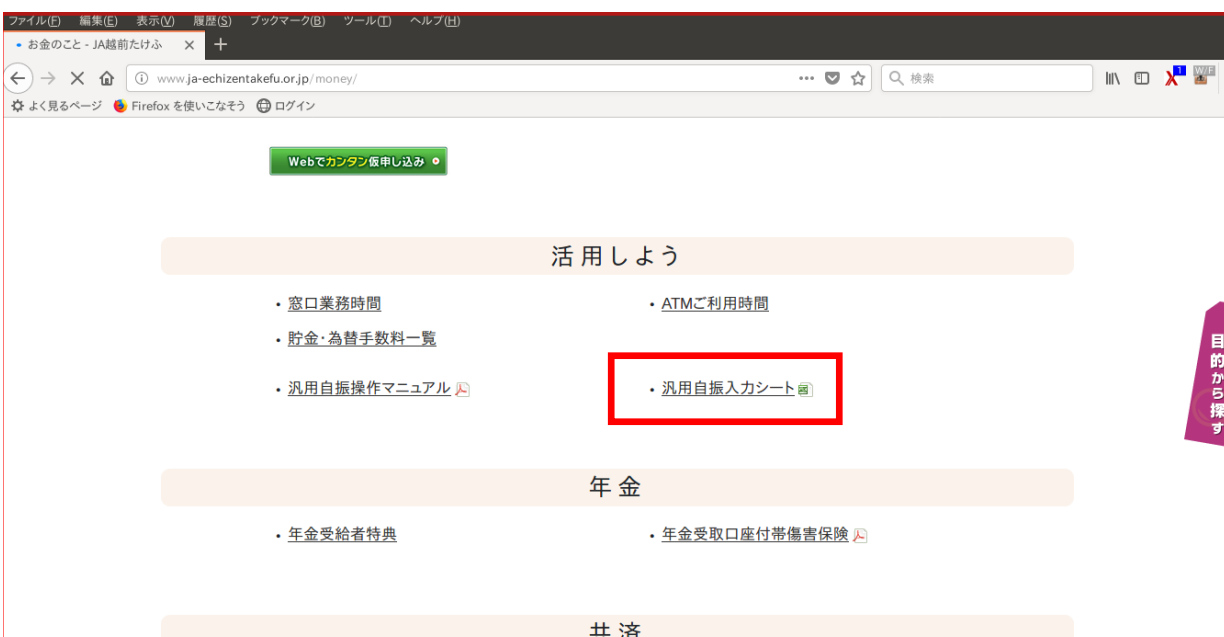 ファイル(F) 編集(E) 表示(V) 履歴(S) ブックマーク(B) ツール(T) ヘルプ(H)
お金のこと - JA越前たけふ
www.ja-echizentakefu.or.jp/money/
検索
1
W/F
よく見るページ Firefox を使いこなそう ログイン
Webでカンタン仮申し込み
活用しよう
・窓口業務時間
・ATMご利用時間
・貯金・為替手数料一覧
・汎用自振操作マニュアル
・汎用自振入力シート
目的から探す
年金
・年金受給者特典
・年金受取口座付帯傷害保険
共済